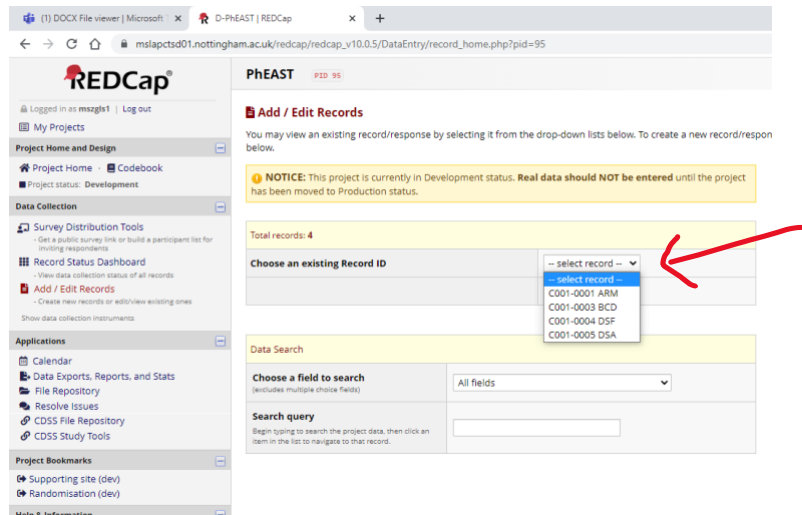 (1) DOCX File viewer | Microsoft
D-PhEAST | REDCap
mslapctsd01.nottingham.ac.uk/redcap/redcap_v10.0.5/DataEntry/record_home.php?pid=95
REDCap
Logged in as mszgls1 | Log out
My Projects
Project Home and Design
Project Home · Codebook
Project status: Development
Data Collection
Survey Distribution Tools
- Get a public survey link or build a participant list for
inviting respondents
Record Status Dashboard
- View data collection status of all records
Add / Edit Records
- Create new records or edit/view existing ones
Show data collection instruments
Applications
Calendar
Data Exports, Reports, and Stats
File Repository
Resolve Issues
CDSS File Repository
CDSS Study Tools
Project Bookmarks
Supporting site (dev)
Randomisation (dev)
Help & Information
PhEAST PID 95
Add / Edit Records
You may view an existing record/response by selecting it from the drop-down lists below. To create a new record/respon
below.
NOTICE: This project is currently in Development status. Real data should NOT be entered until the project
has been moved to Production status.
Total records: 4
Choose an existing Record ID
-- select record --
-- select record --
C001-0001 ARM
C001-0003 BCD
C001-0004 DSF
C001-0005 DSA
Data Search
Choose a field to search
(excludes multiple choice fields)
All fields
Search query
Begin typing to search the project data, then click an
item in the list to navigate to that record.